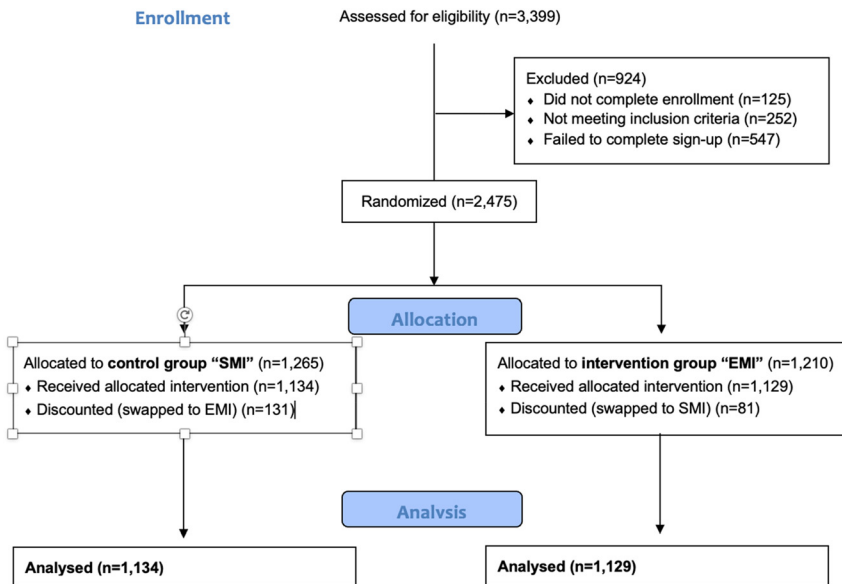 Enrollment
Assessed for eligibility (n=3,399)
Excluded (n=924)
♦ Did not complete enrollment (n=125)
♦ Not meeting inclusion criteria (n=252)
♦ Failed to complete sign-up (n=547)
Randomized (n=2,475)
Allocation
Allocated to control group “SMI” (n=1,265)
♦ Received allocated intervention (n=1,134)
♦ Discounted (swapped to EMI) (n=131)
Allocated to intervention group “EMI” (n=1,210)
♦ Received allocated intervention (n=1,129)
♦ Discounted (swapped to SMI) (n=81)
Analysis
Analysed (n=1,134)
Analysed (n=1,129)